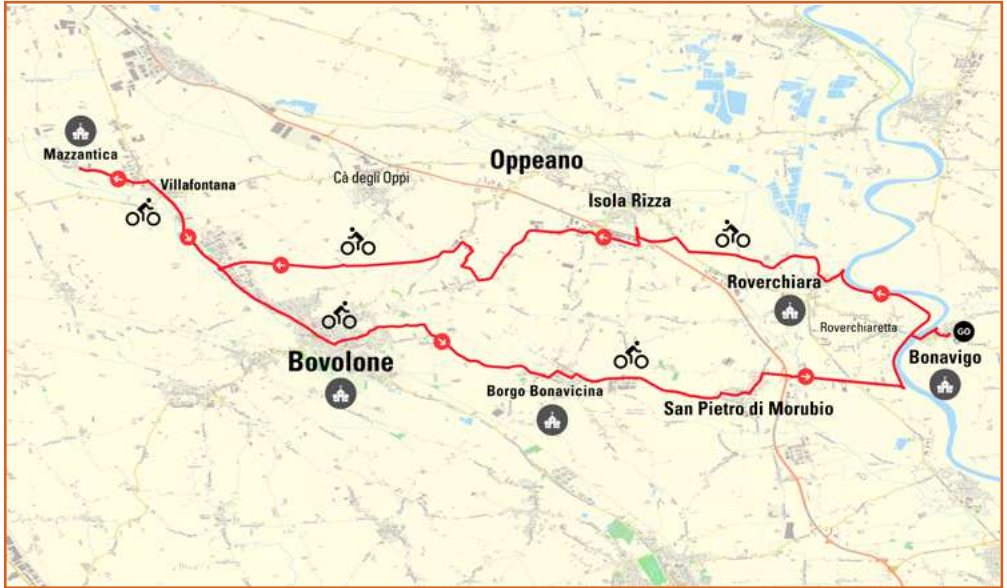 Mazzantica
Villafontana
Cà degli Oppi
Oppeano
Isola Rizza
Roverchiara
Roverchiaretta
GO
Bonavigo
Bovolone
Borgo Bonavicina
San Pietro di Morubio